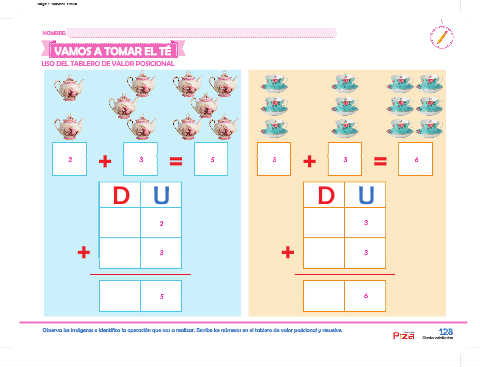 NOMBRE:
VAMOS A TOMAR EL TÉ
USO DEL TABLERO DE VALOR POSICIONAL
2 + 3 = 5
3 + 3 = 6
D U
2
+ 3
5
D U
3
+ 3
6
Observa las imágenes e identifica la operación que vas a realizar. Escribe los números en el tablero de valor posicional y resuelve.
128